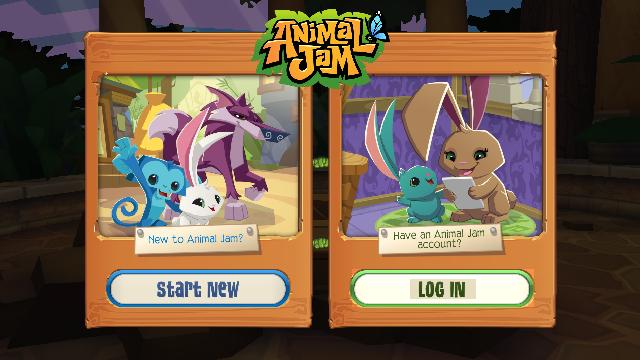 ANIMAL
JAM
New to Animal Jam?
Start New
Have an Animal Jam
account?
LOG IN